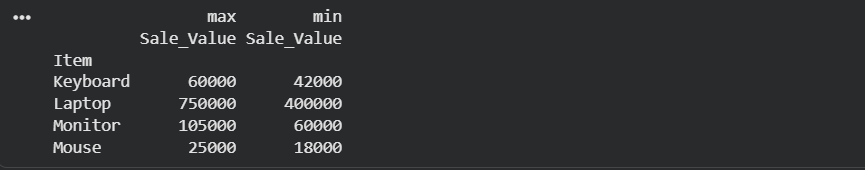 max min
Sale_Value Sale_Value
Item
Keyboard 60000 42000
Laptop 750000 400000
Monitor 105000 60000
Mouse 25000 18000